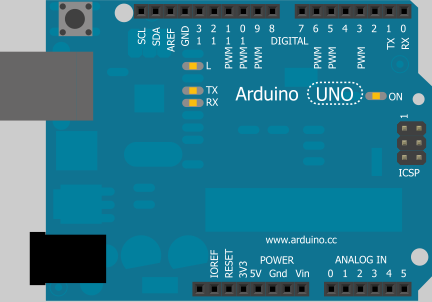 SCL SDA AREF GND 13 12 PWM 11 PWM 10 PWM 9 8 7 PWM 6 PWM 5 4 PWM 3 2 TX 1 RX 0
DIGITAL
L
TX
RX
Arduino UNO
ON
1
ICSP
www.arduino.cc
POWER
ANALOG IN
IOREF RESET 3V3 5V Gnd Vin 0 1 2 3 4 5